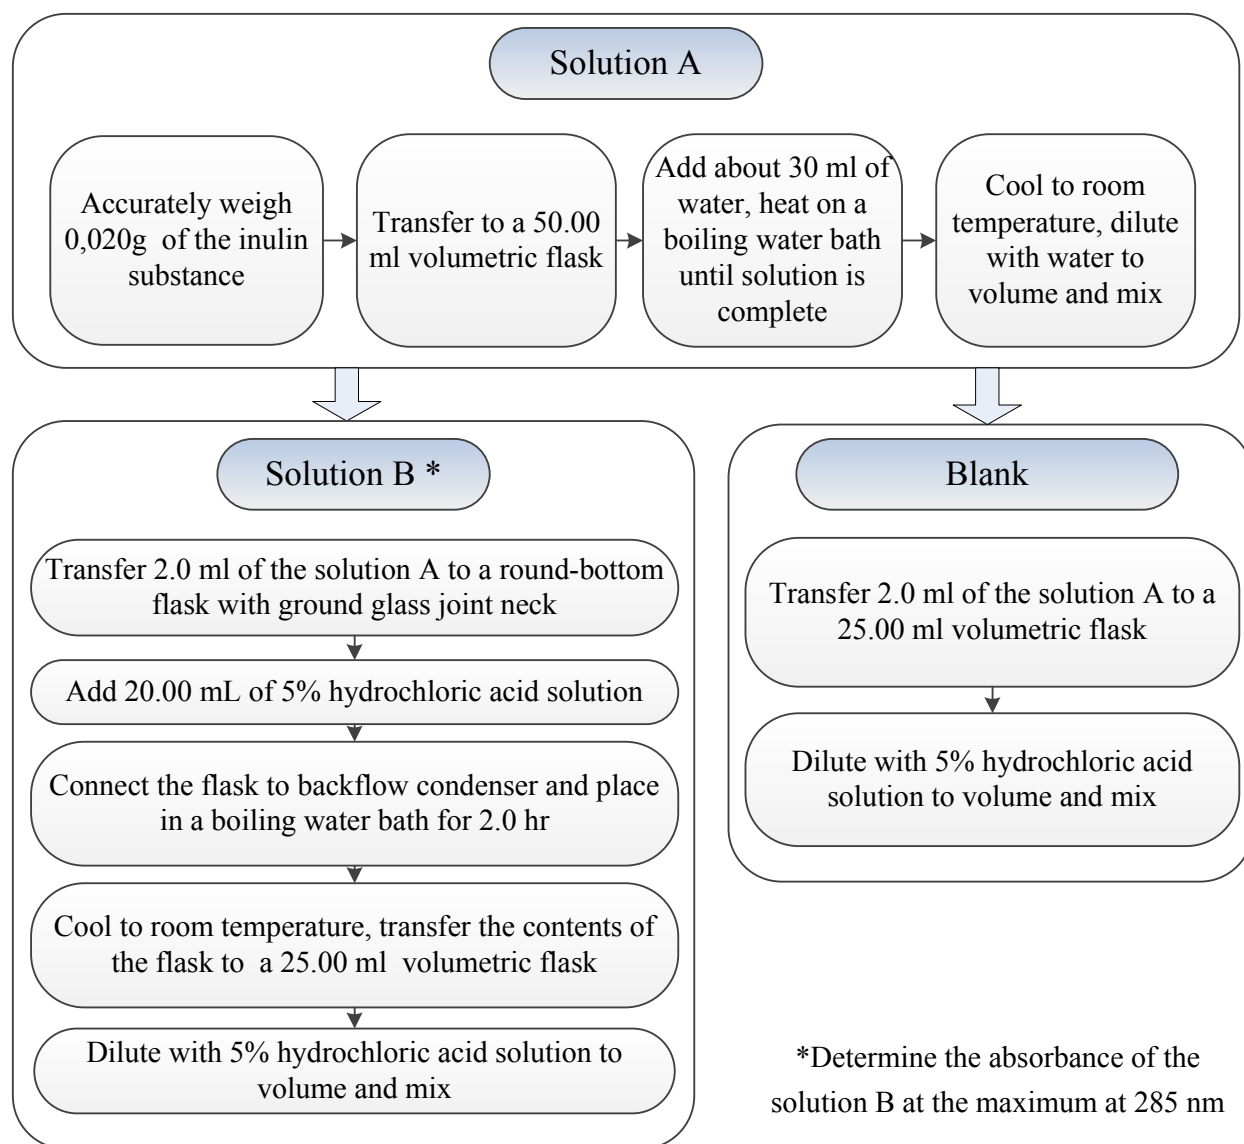 Solution A
Accurately weigh
0,020g of the inulin
substance
Transfer to a 50.00
ml volumetric flask
Add about 30 ml of
water, heat on a
boiling water bath
until solution is
complete
Cool to room
temperature, dilute
with water to
volume and mix
Solution B *
Transfer 2.0 ml of the solution A to a round-bottom
flask with ground glass joint neck
Add 20.00 mL of 5% hydrochloric acid solution
Connect the flask to backflow condenser and place
in a boiling water bath for 2.0 hr
Cool to room temperature, transfer the contents of
the flask to a 25.00 ml volumetric flask
Dilute with 5% hydrochloric acid solution to
volume and mix
Blank
Transfer 2.0 ml of the solution A to a
25.00 ml volumetric flask
Dilute with 5% hydrochloric acid
solution to volume and mix
*Determine the absorbance of the
solution B at the maximum at 285 nm